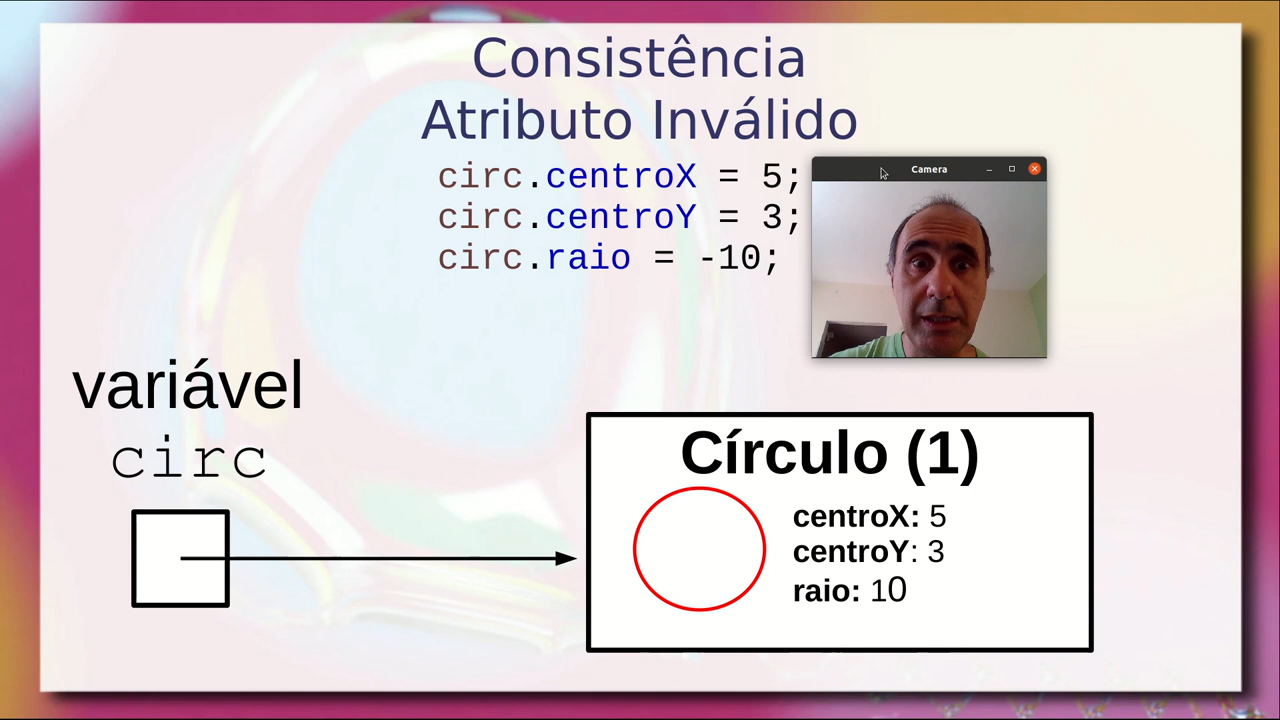 Consistência
Atributo Inválido
circ.centroX = 5;
circ.centroY = 3;
circ.raio = -10;
Camera
variável
circ
Círculo (1)
centroX: 5
centroY: 3
raio: 10